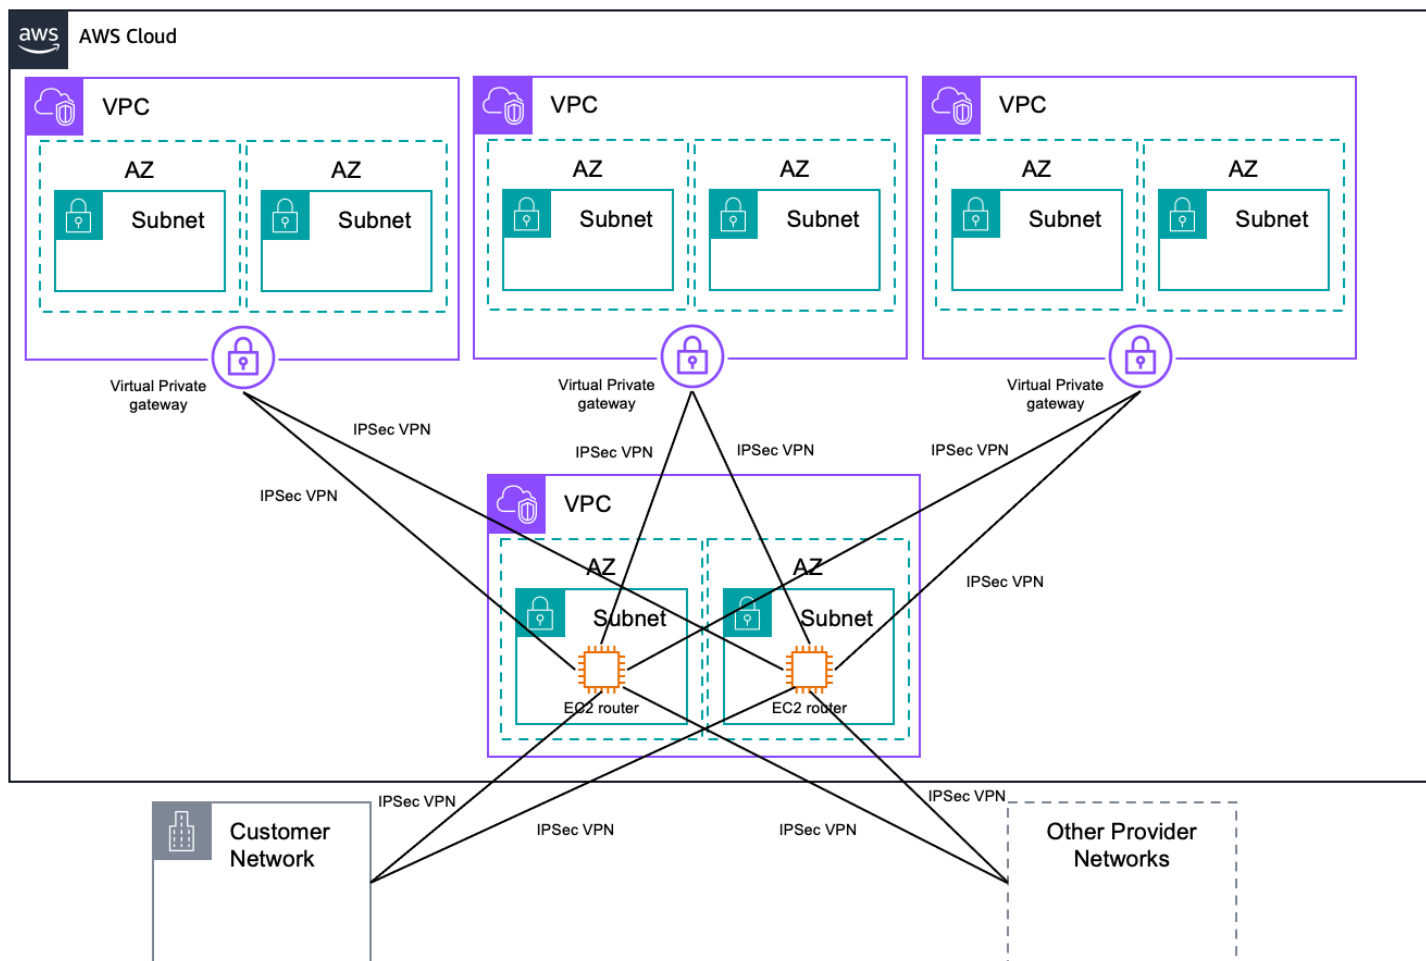 aws
AWS Cloud
VPC
VPC
VPC
AZ
AZ
AZ
AZ
AZ
AZ
Subnet
Subnet
Subnet
Subnet
Subnet
Subnet
Virtual Private
gateway
Virtual Private
gateway
Virtual Private
gateway
IPSec VPN
IPSec VPN
IPSec VPN
IPSec VPN
IPSec VPN
IPSec VPN
VPC
AZ
AZ
Subnet
Subnet
EC2 router
EC2 router
IPSec VPN
IPSec VPN
IPSec VPN
IPSec VPN
Customer
Network
Other Provider
Networks